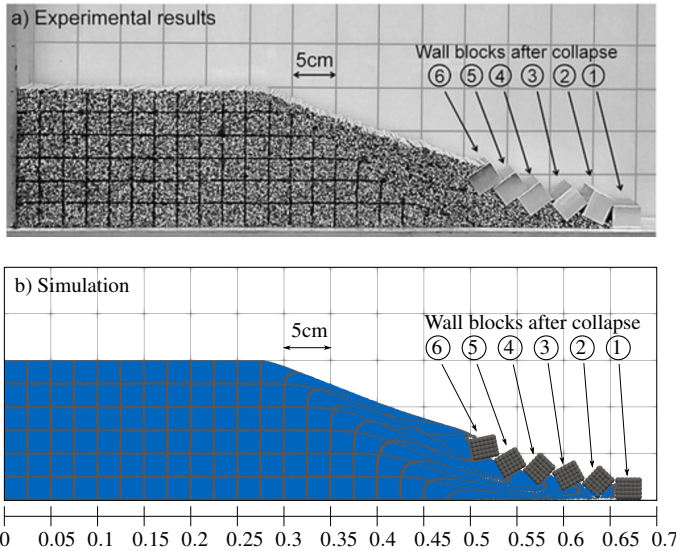 a) Experimental results
5cm
Wall blocks after collapse
6 5 4 3 2 1
b) Simulation
5cm
Wall blocks after collapse
6 5 4 3 2 1
0 0.05 0.1 0.15 0.2 0.25 0.3 0.35 0.4 0.45 0.5 0.55 0.6 0.65 0.7